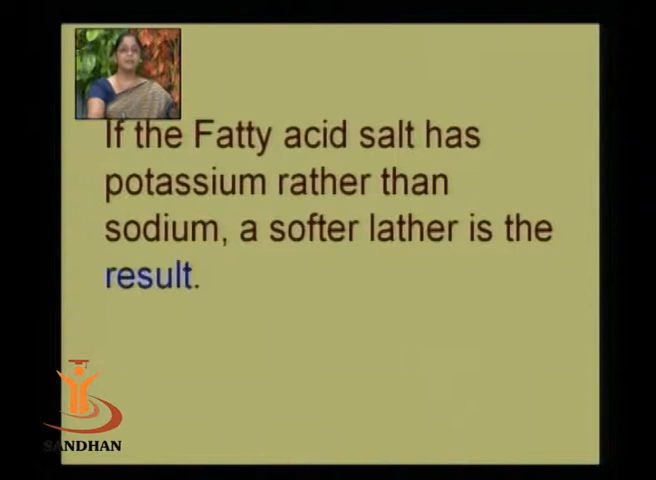 If the Fatty acid salt has
potassium rather than
sodium, a softer lather is the
result.
SANDHAN